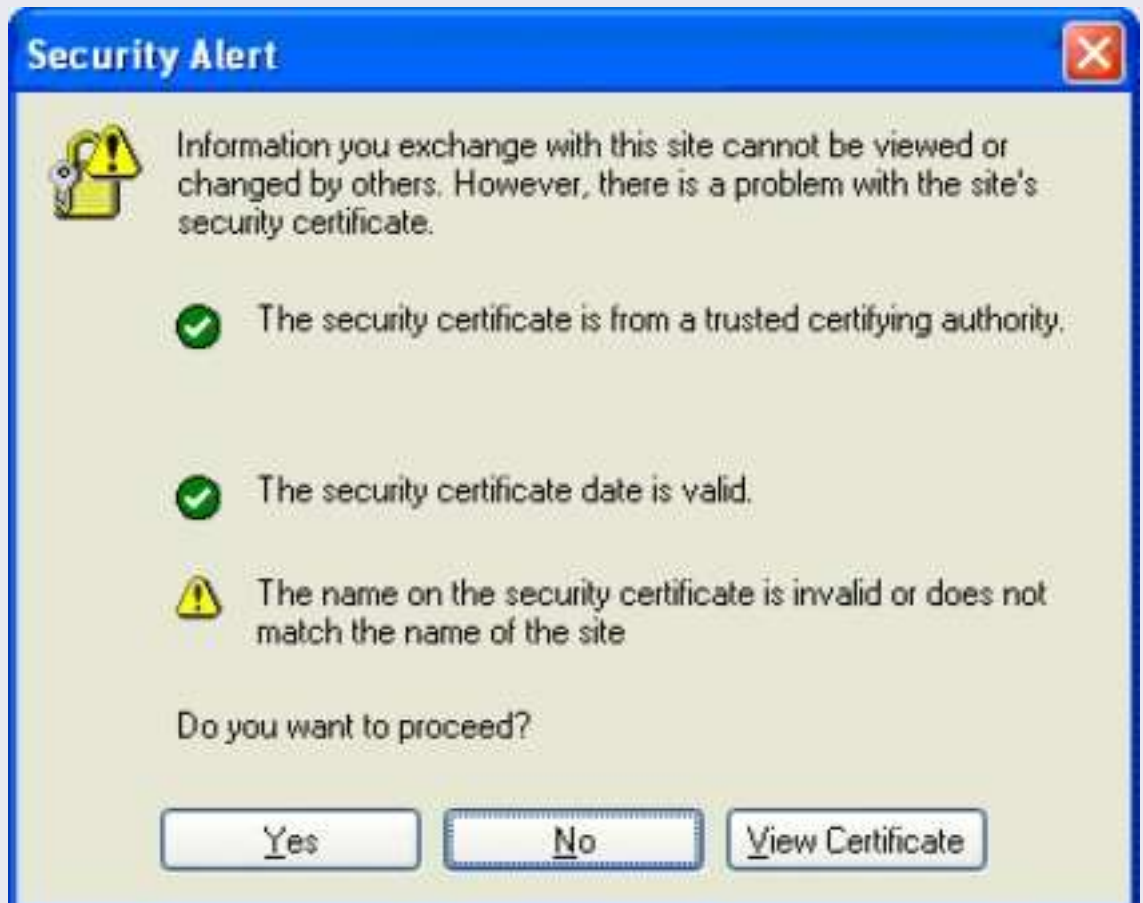 Security Alert
Information you exchange with this site cannot be viewed or
changed by others. However, there is a problem with the site's
security certificate.
The security certificate is from a trusted certifying authority.
The security certificate date is valid.
The name on the security certificate is invalid or does not
match the name of the site
Do you want to proceed?
Yes No View Certificate